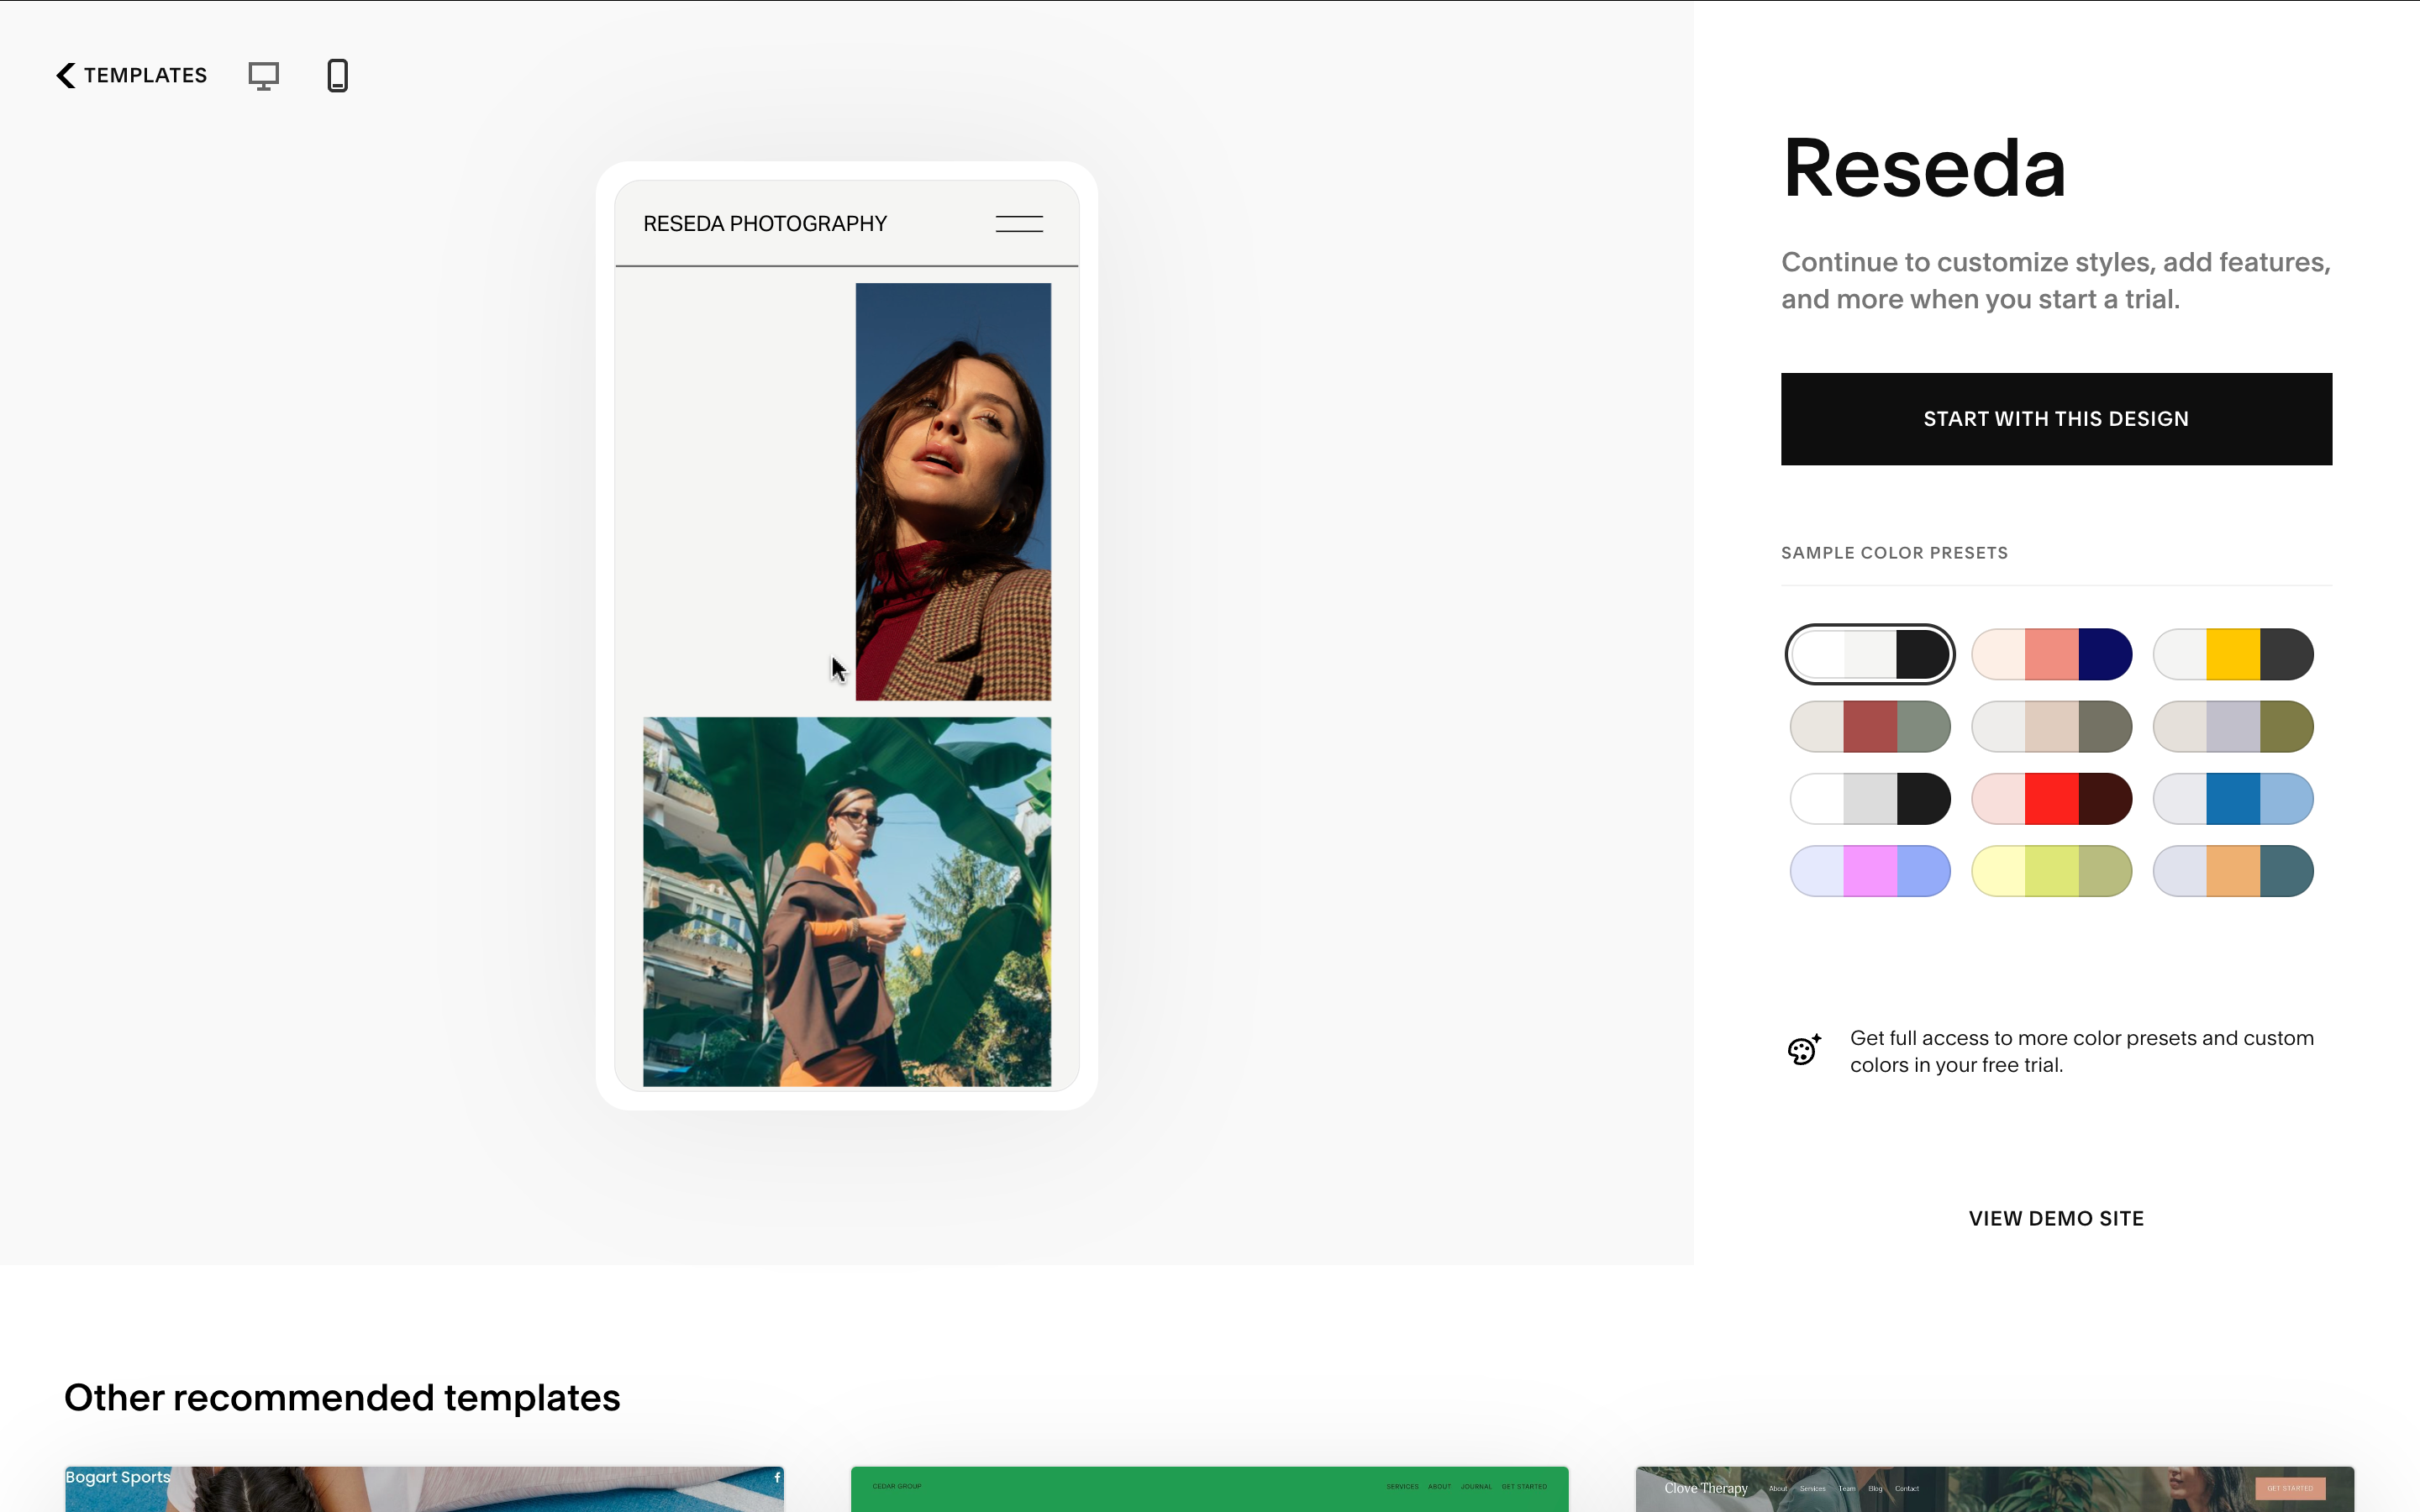 TEMPLATES
RESEDA PHOTOGRAPHY
Reseda
Continue to customize styles, add features,
and more when you start a trial.
START WITH THIS DESIGN
SAMPLE COLOR PRESETS
Get full access to more color presets and custom
colors in your free trial.
VIEW DEMO SITE
Other recommended templates
Bogart Sports
CEDAR GROUP
SERVICES ABOUT JOURNAL GET STARTED
Clove Therapy About Services Team Blog Contact GET STARTED